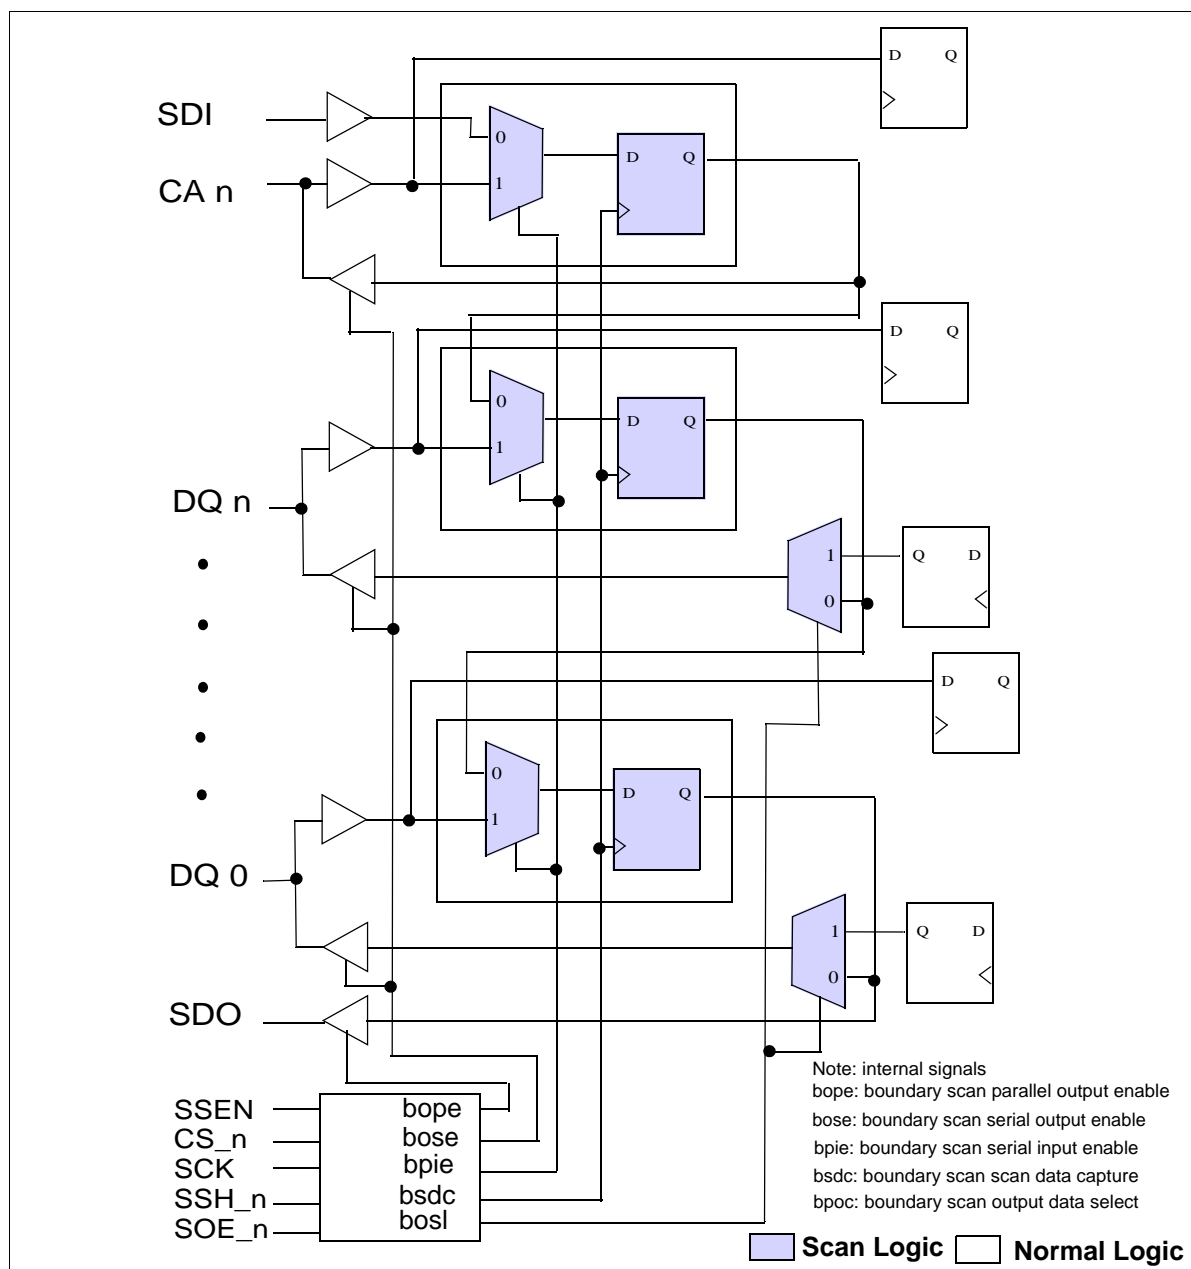 D Q
SDI
0
D Q
CA n
1
D Q
0
D Q
1
DQ n
1
Q D
0
D Q
0
D Q
1
DQ 0
1
Q D
0
SDO
Note: internal signals
bope: boundary scan parallel output enable
bose: boundary scan serial output enable
bpie: boundary scan serial input enable
bsdc: boundary scan scan data capture
bpoc: boundary scan output data select
SSEN
bope
CS_n
bose
SCK
bpie
SSH_n
bsdc
SOE_n
bosl
Scan Logic
Normal Logic